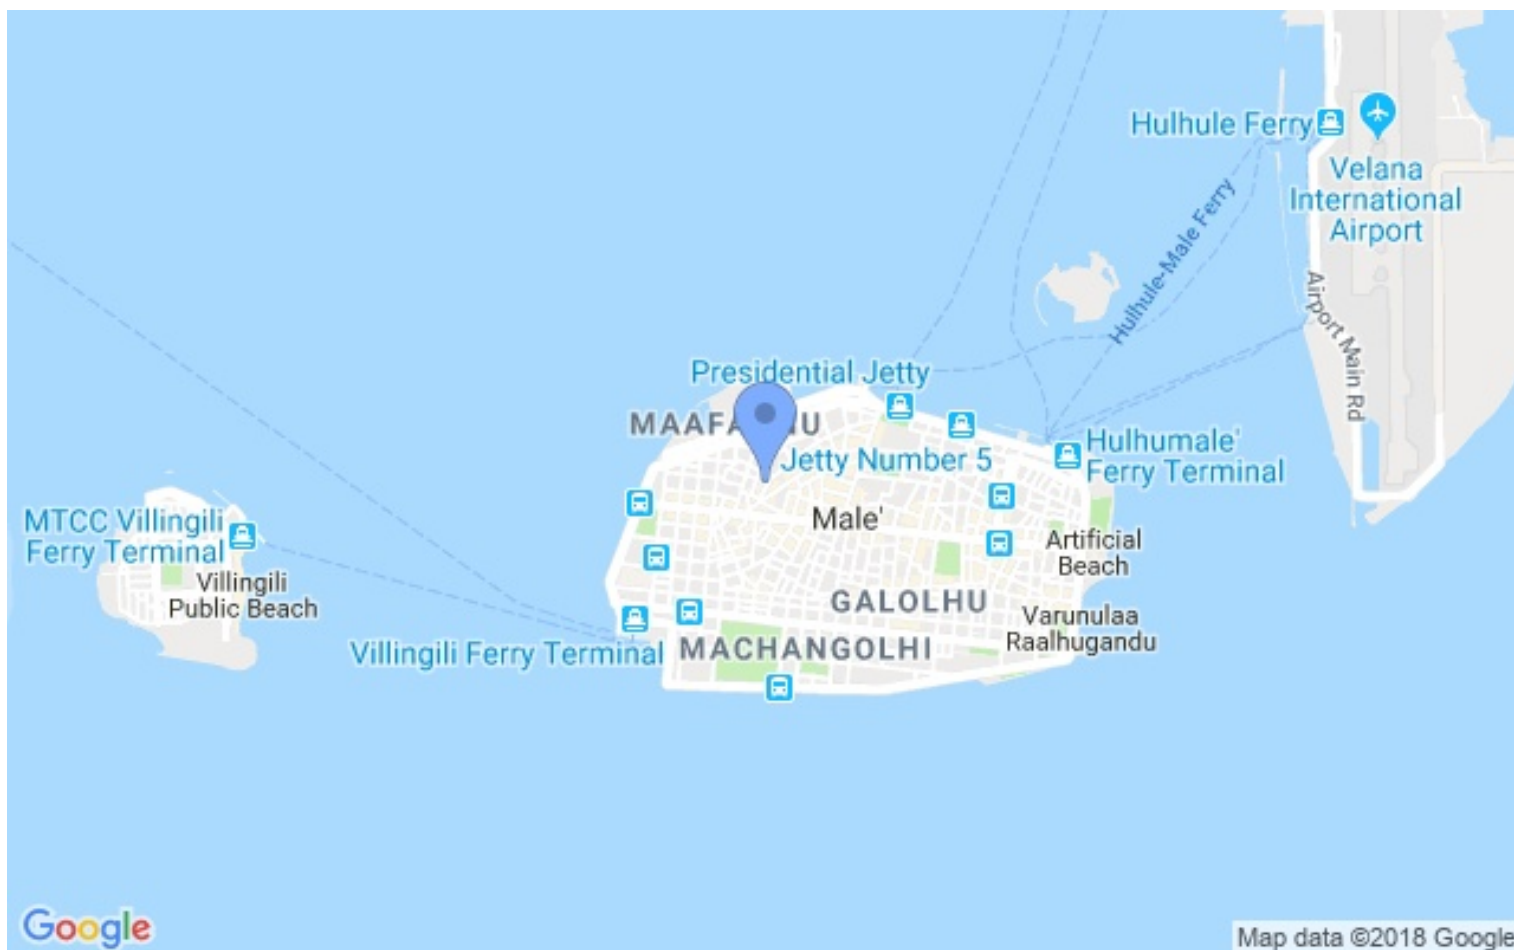 Hulhule Ferry
Velana
International
Airport
Hulhule-Male Ferry
Airport Main Rd
Presidential Jetty
Jetty Number 5
Hulhumale'
Ferry Terminal
MTCC Villingili
Ferry Terminal
Villingili
Public Beach
Male'
Artificial
Beach
GALOLHU
Varunulaa
Raalhugandu
Villingili Ferry Terminal
MACHANGOLHI
Google
Map data ©2018 Google